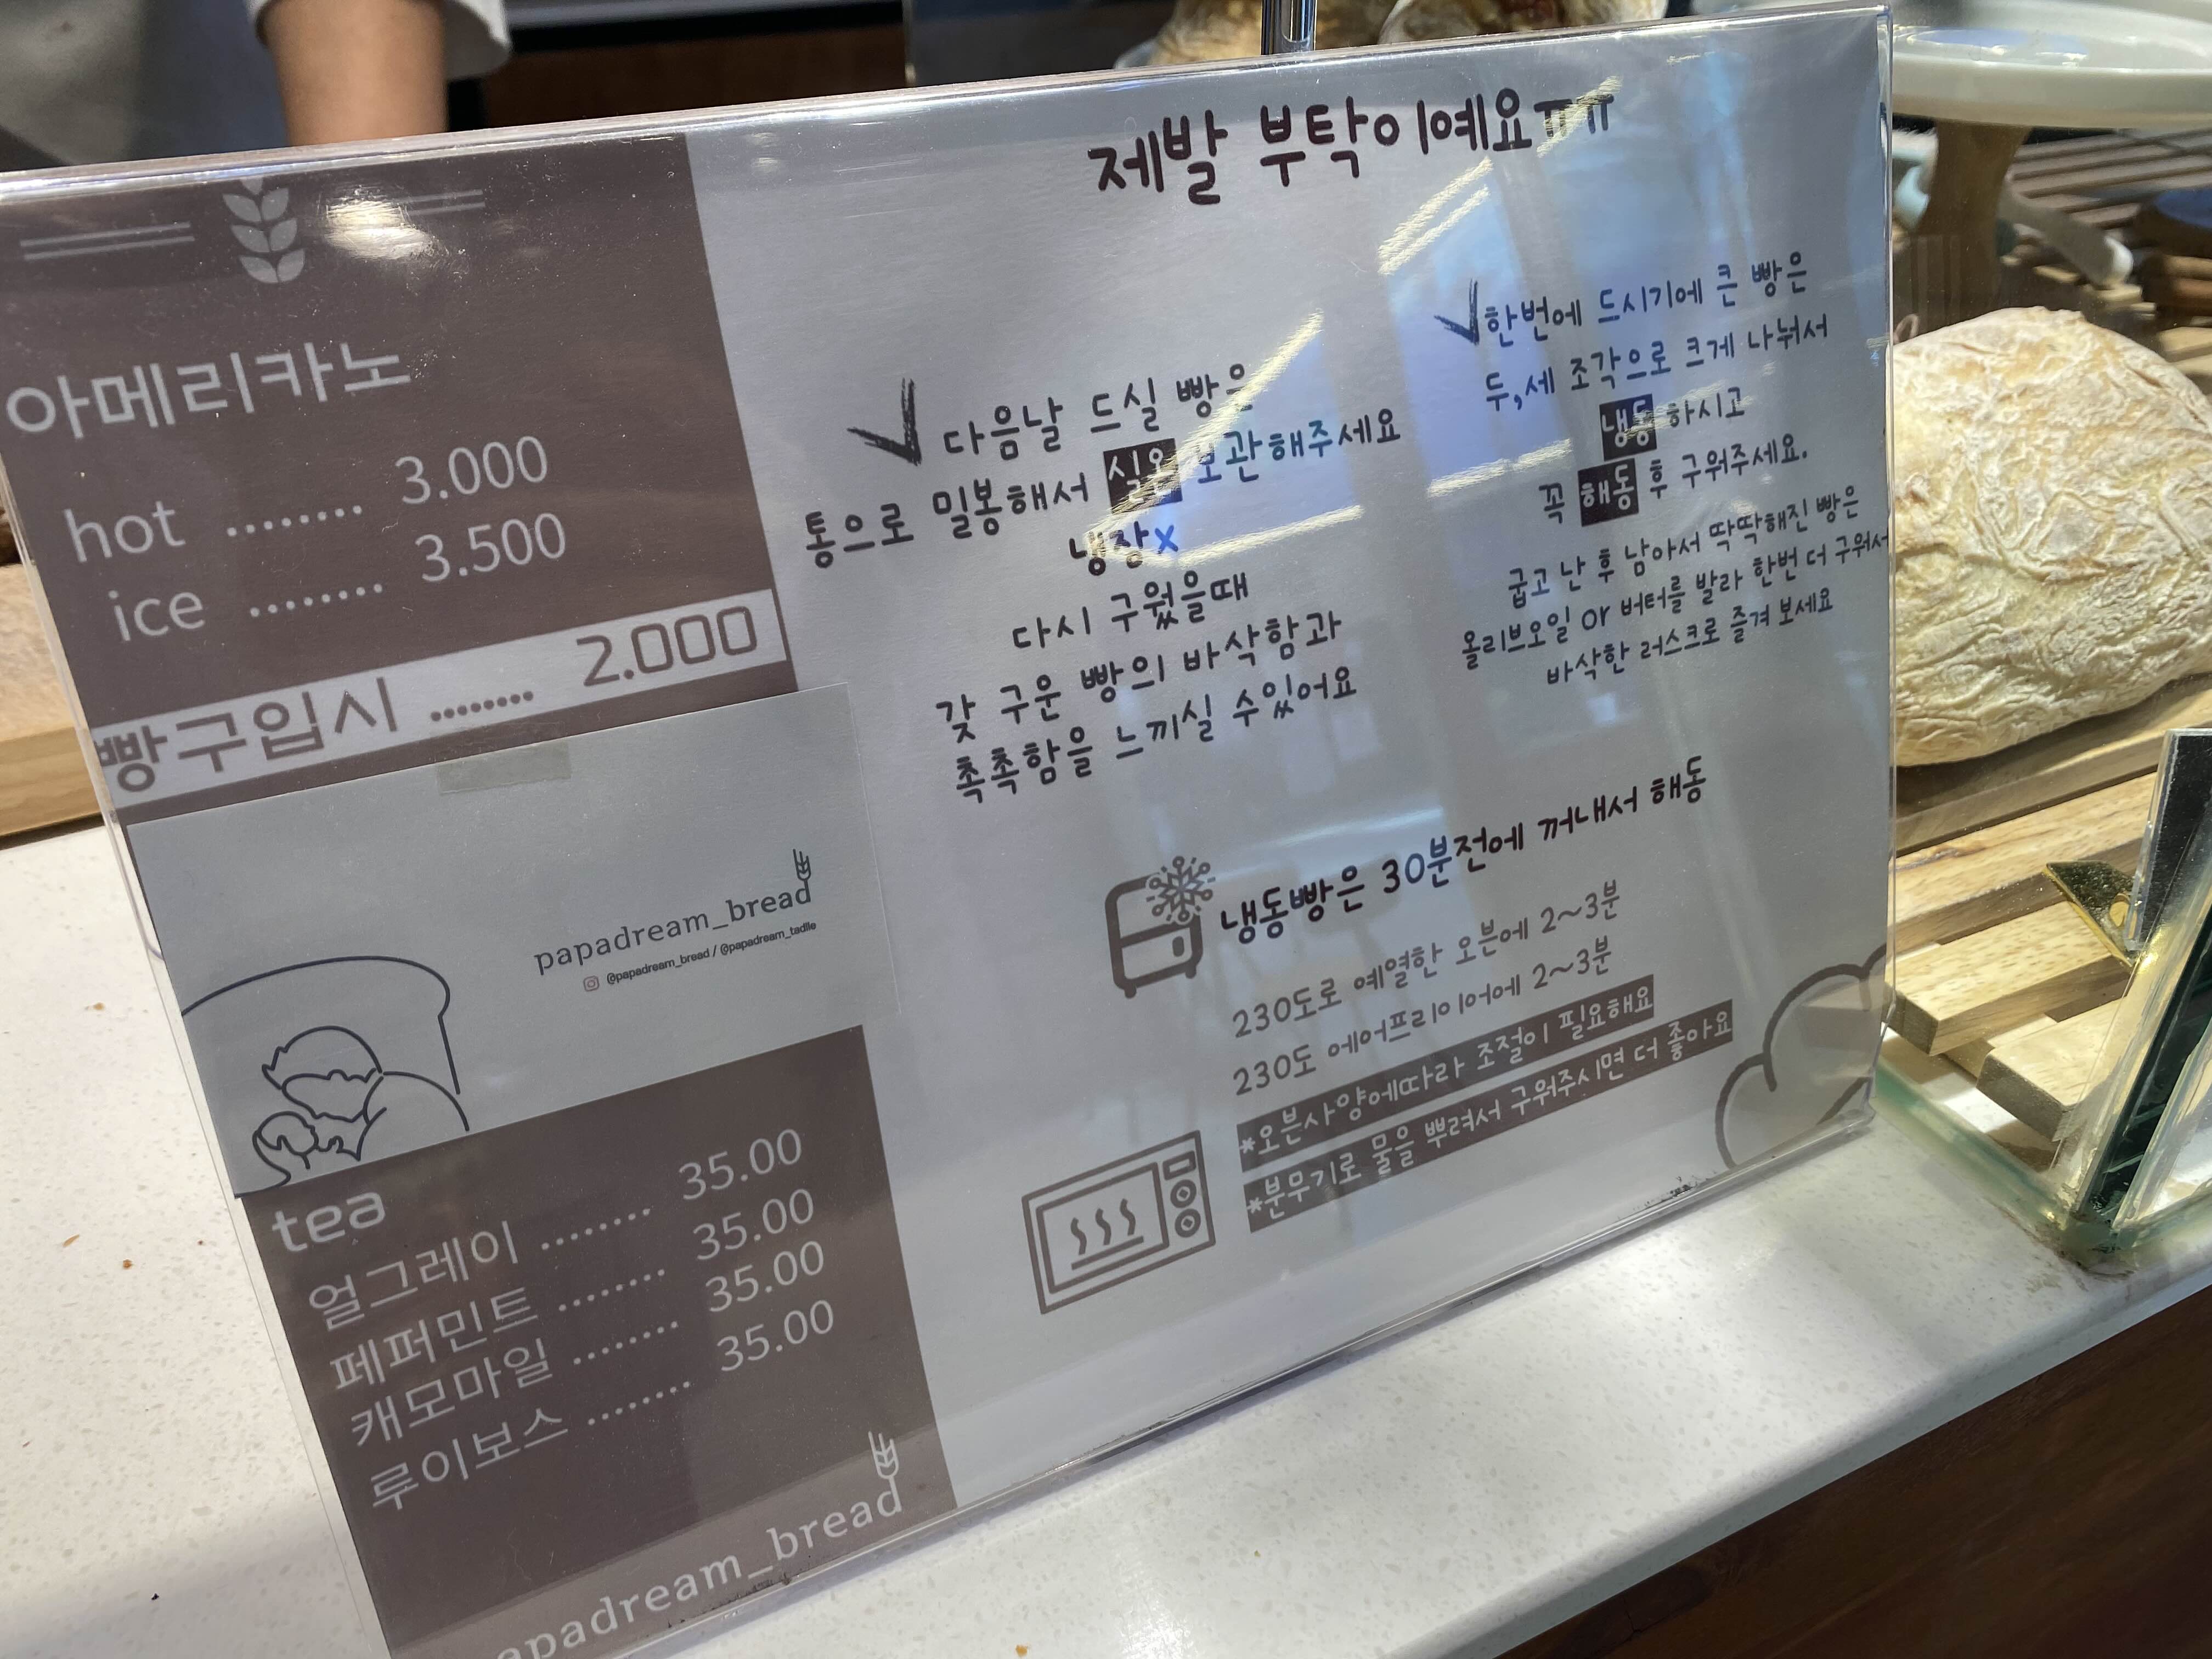 아메리카노
hot ........ 3.000
ice ........ 3.500
빵구입시 ........ 2.000
papadream_bread
@papadream_bread / @papadream_tadile
tea
얼그레이 ........ 35.00
페퍼민트 ........ 35.00
캐모마일 ........ 35.00
루이보스 ........ 35.00
apadream_bread
제발 부탁이예요ㅠㅠ
다음날 드실 빵은
통으로 밀봉해서 실온 보관해주세요
냉장x
다시 구웠을때
갖 구운 빵의 바삭함과
촉촉함을 느끼실 수있어요
한번에 드시기에 큰 빵은
두,세 조각으로 크게 나눠서
냉동 하시고
꼭 해동 후 구워주세요.
굽고 난 후 남아서 딱딱해진 빵은
올리브오일 or 버터를 발라 한번 더 구워서
바삭한 러스크로 즐겨 보세요
냉동빵은 30분전에 꺼내서 해동
230도로 예열한 오븐에 2~3분
230도 에어프라이어에 2~3분
*오븐사양에따라 조절이 필요해요
*분무기로 물을 뿌려서 구워주시면 더 좋아요